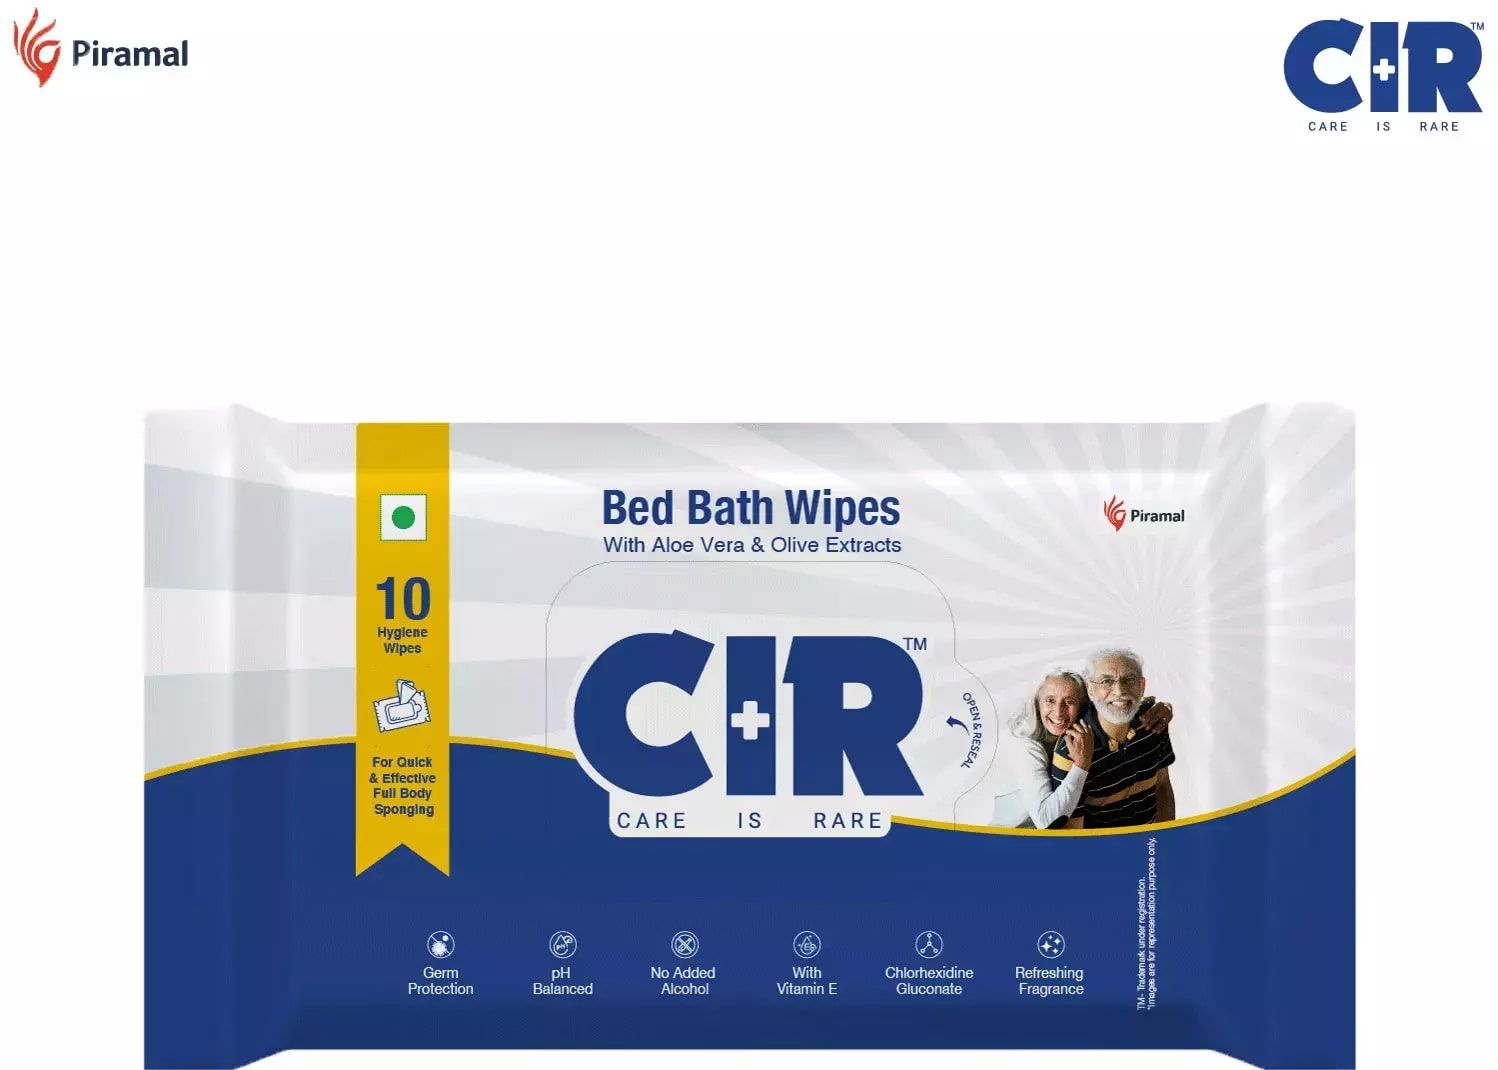 Piramal
CIR™
CARE IS RARE
Bed Bath Wipes
With Aloe Vera & Olive Extracts
Piramal
10
Hygiene
Wipes
For Quick
& Effective
Full Body
Sponging
CIR™
CARE IS RARE
OPEN & RESEAL
Germ
Protection
pH
pH
Balanced
No Added
Alcohol
With
Vitamin E
Chlorhexidine
Gluconate
Refreshing
Fragrance
TM- Trademark under registration.
*Images are for representation purpose only.